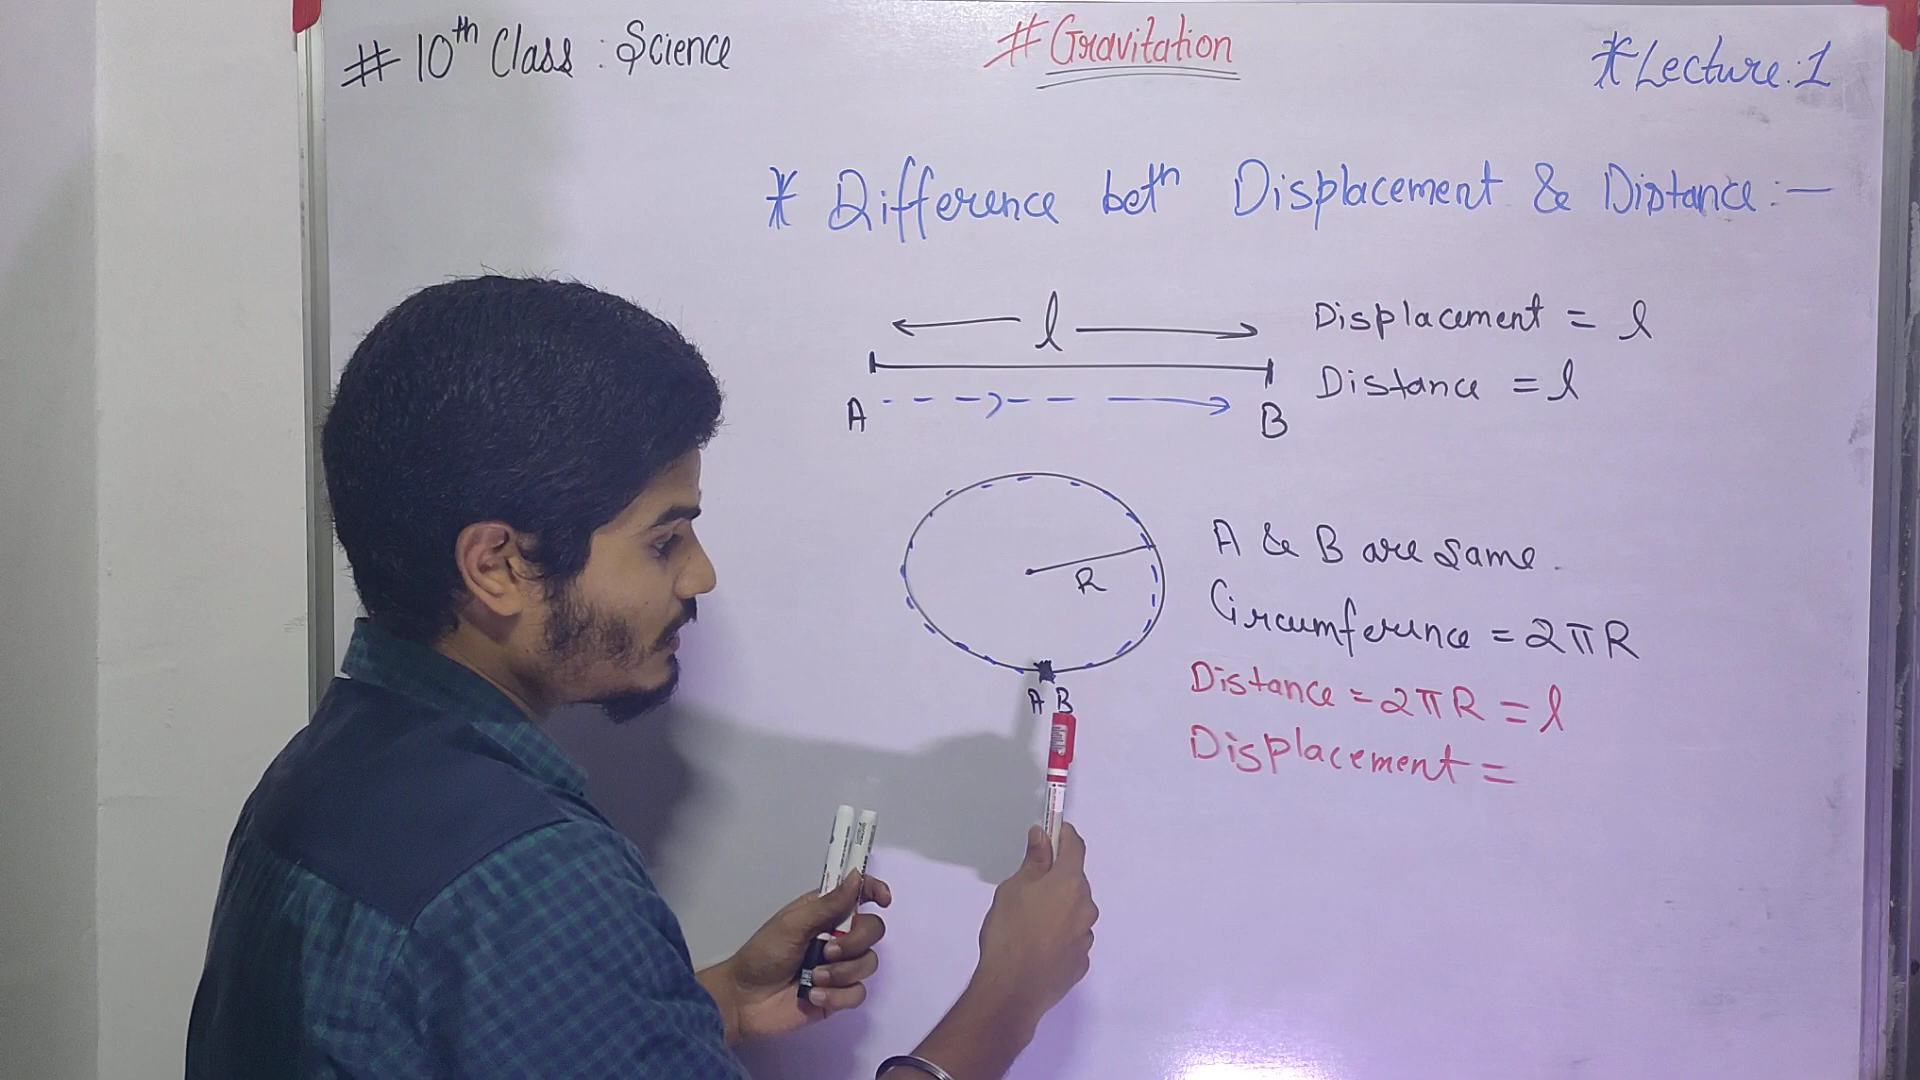 # 10th Class : Science
# Gravitation
* Lecture : 1
* Difference betn Displacement & Distance :-
l
A
B
Displacement = l
Distance = l
R
A B
A & B are same.
Circumference = 2πR
Distance = 2πR = l
Displacement =